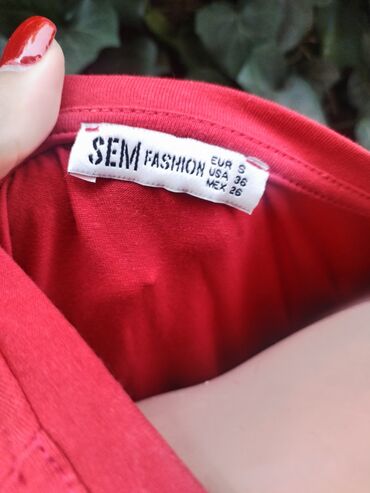 SEM FASHION
EUR S
USA 36
MEX 26